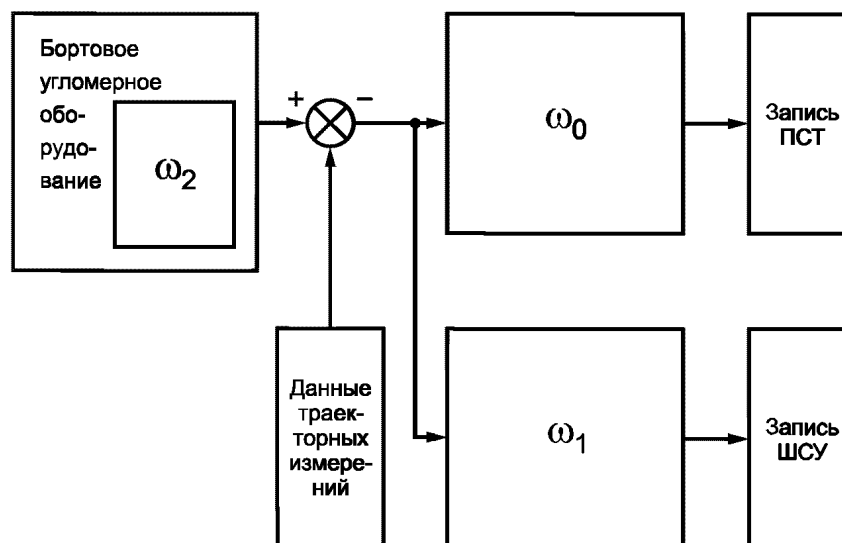 Бортовое
угломерное
обо-
рудо-
вание
ω2
+
−
ω0
Запись
ПСТ
Данные
траек-
торных
измере-
ний
ω1
Запись
ШСУ